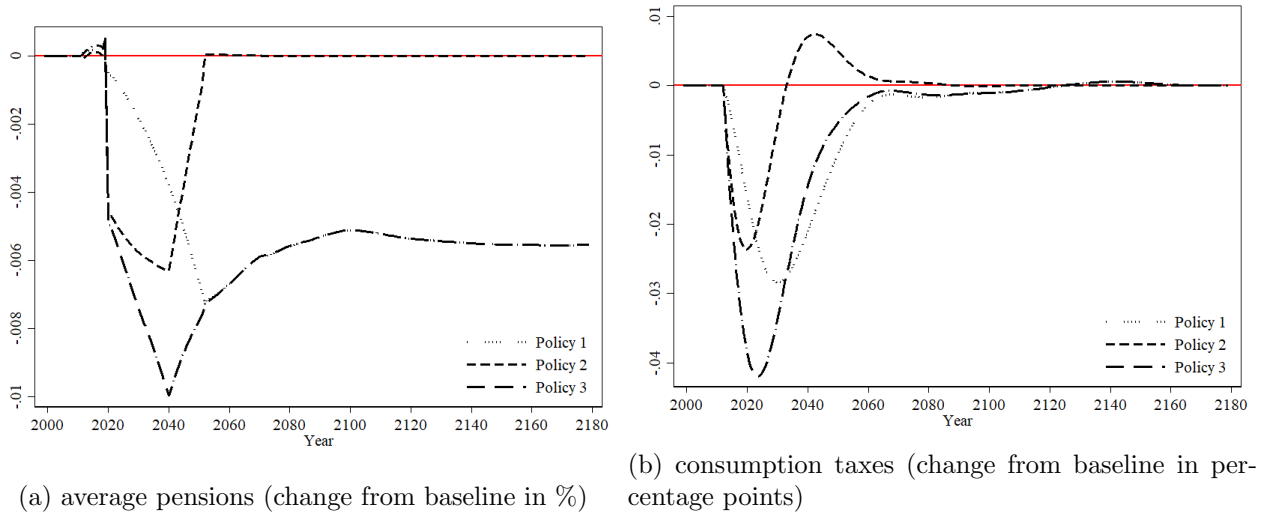 0
-.002
-.004
-.006
-.008
-.01
2000 2020 2040 2060 2080 2100 2120 2140 2160 2180
Year
Policy 1
Policy 2
Policy 3
(a) average pensions (change from baseline in %)
.01
0
-.01
-.02
-.03
-.04
2000 2020 2040 2060 2080 2100 2120 2140 2160 2180
Year
Policy 1
Policy 2
Policy 3
(b) consumption taxes (change from baseline in per-
centage points)